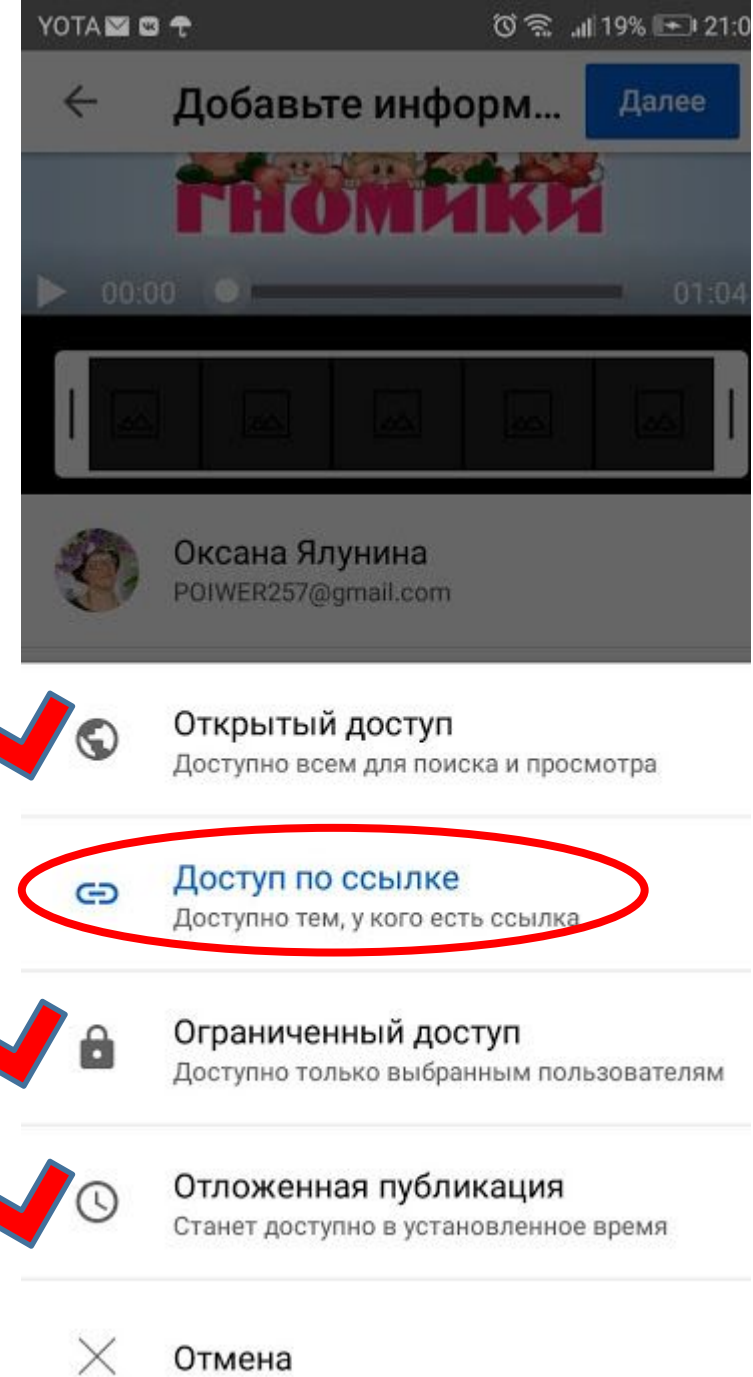 YOTA 19% 21:0
Добавьте информ... Далее
ГНОМИКИ
00:00 01:04
Оксана Ялунина
POIWER257@gmail.com
Открытый доступ
Доступно всем для поиска и просмотра
Доступ по ссылке
Доступно тем, у кого есть ссылка
Ограниченный доступ
Доступно только выбранным пользователям
Отложенная публикация
Станет доступно в установленное время
Отмена